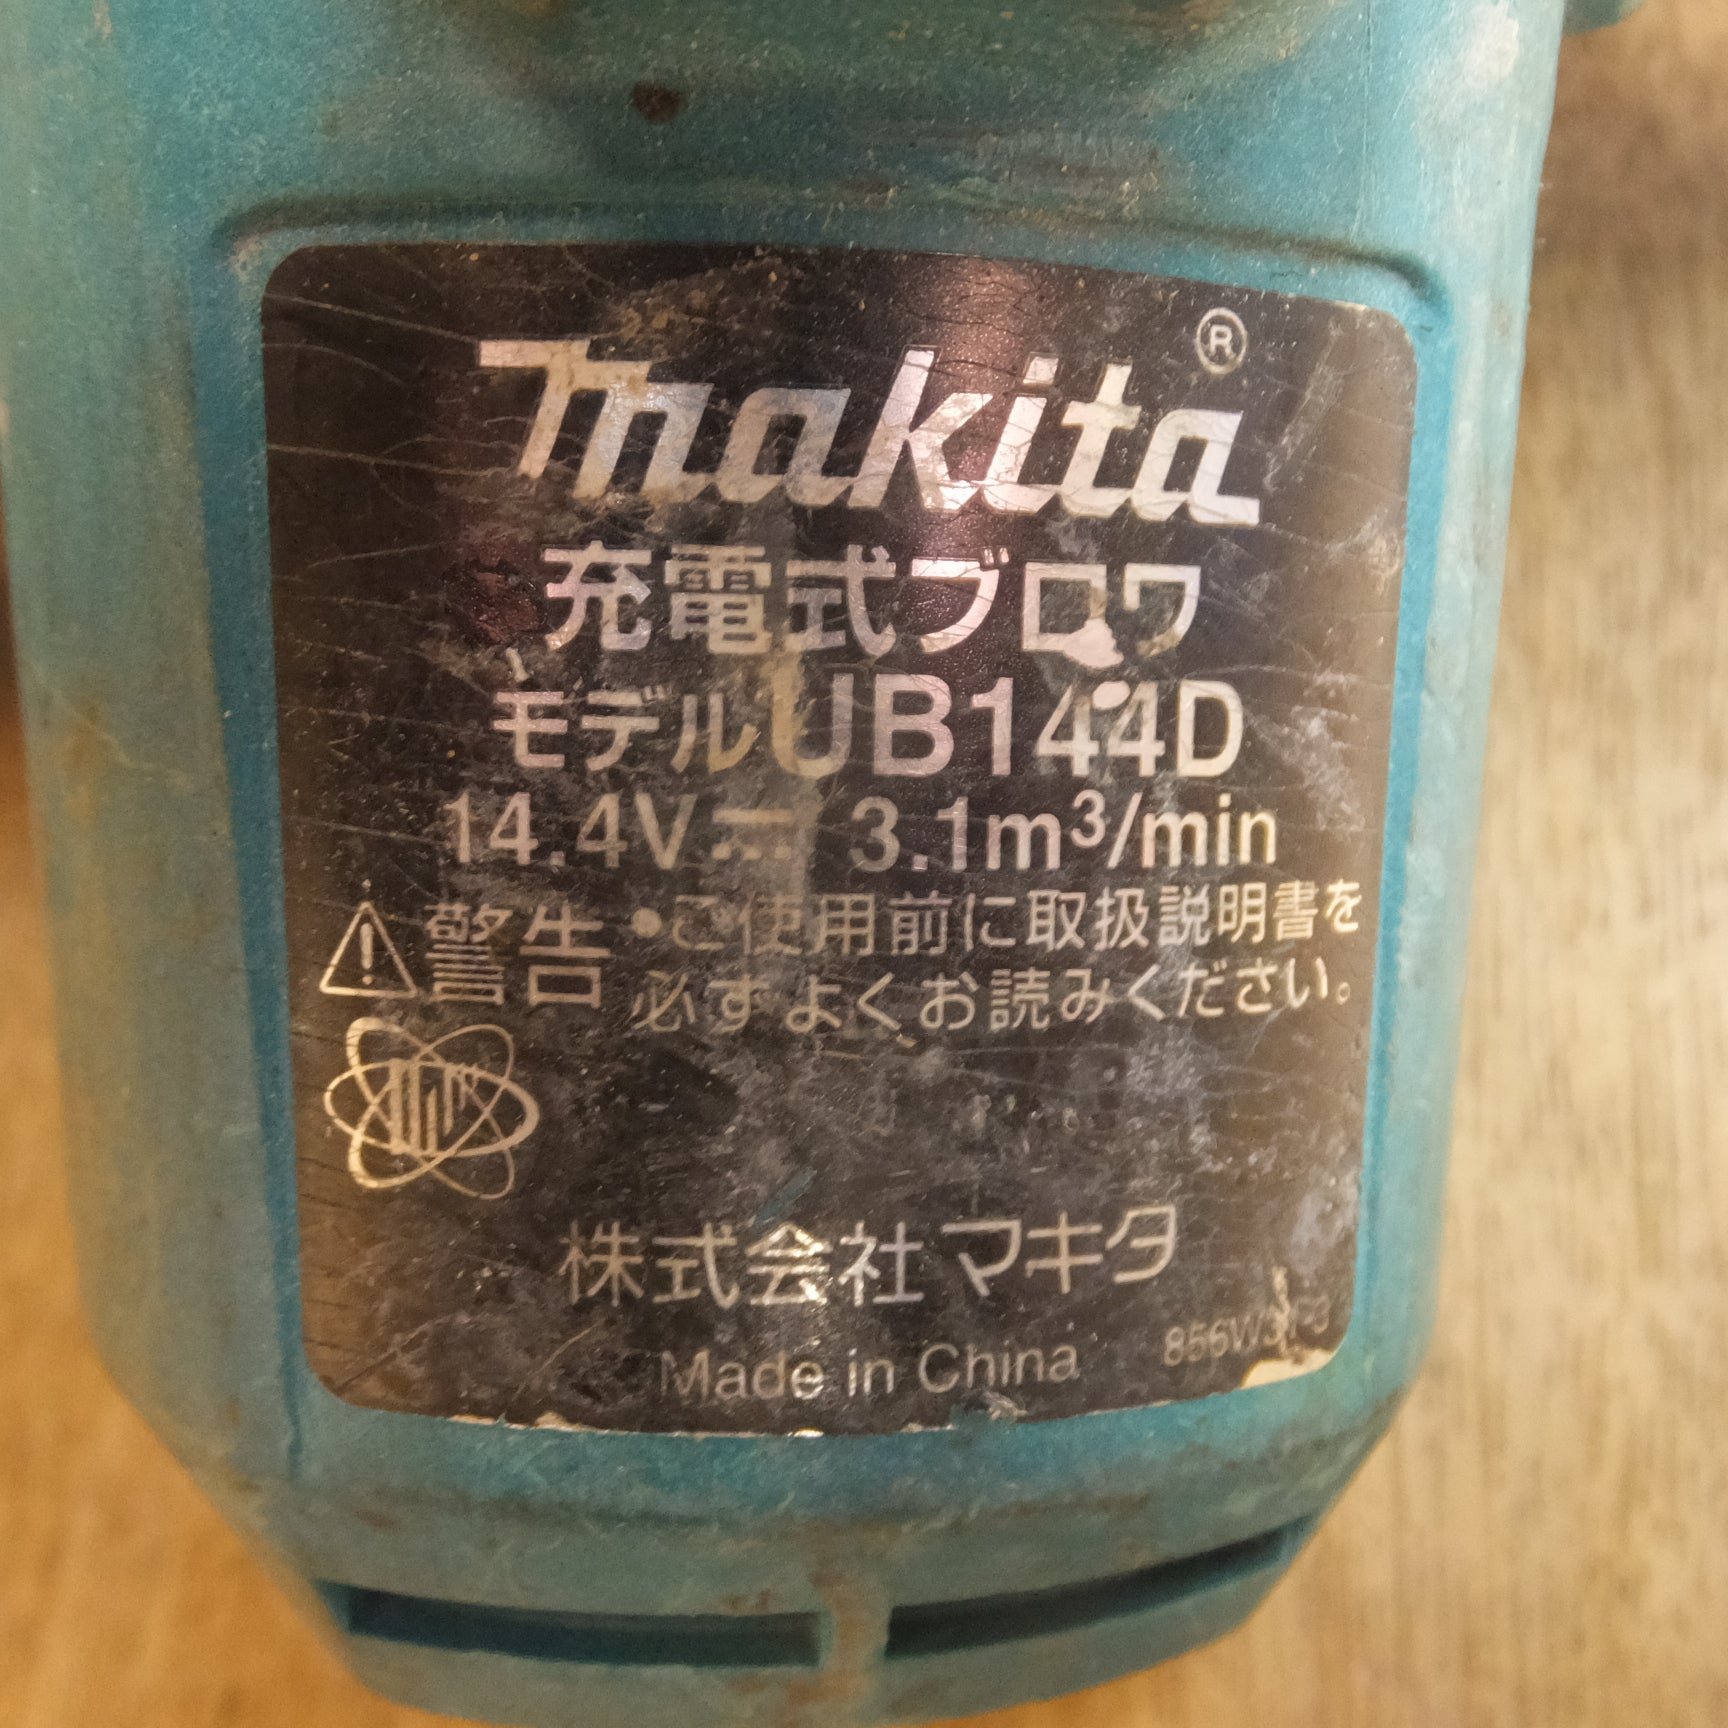 makita®
充電式ブロワ
モデルUB144D
14.4V⎓ 3.1m³/min
⚠警告 •ご使用前に取扱説明書を
必ずよくお読みください。
株式会社マキタ
Made in China